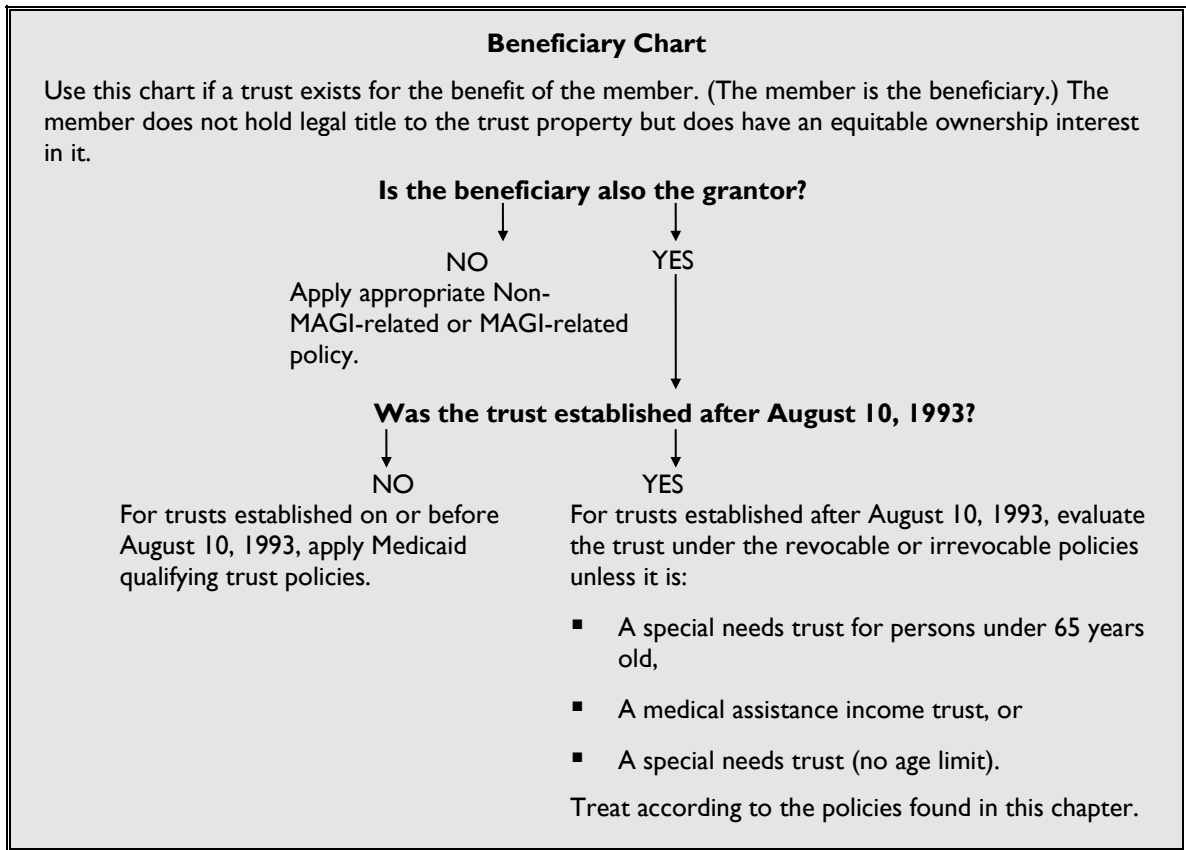 Beneficiary Chart
Use this chart if a trust exists for the benefit of the member. (The member is the beneficiary.) The
member does not hold legal title to the trust property but does have an equitable ownership interest
in it.
Is the beneficiary also the grantor?
NO
YES
Apply appropriate Non-
MAGI-related or MAGI-related
policy.
Was the trust established after August 10, 1993?
NO
For trusts established on or before
August 10, 1993, apply Medicaid
qualifying trust policies.
YES
For trusts established after August 10, 1993, evaluate
the trust under the revocable or irrevocable policies
unless it is:
▪ A special needs trust for persons under 65 years
old,
▪ A medical assistance income trust, or
▪ A special needs trust (no age limit).
Treat according to the policies found in this chapter.